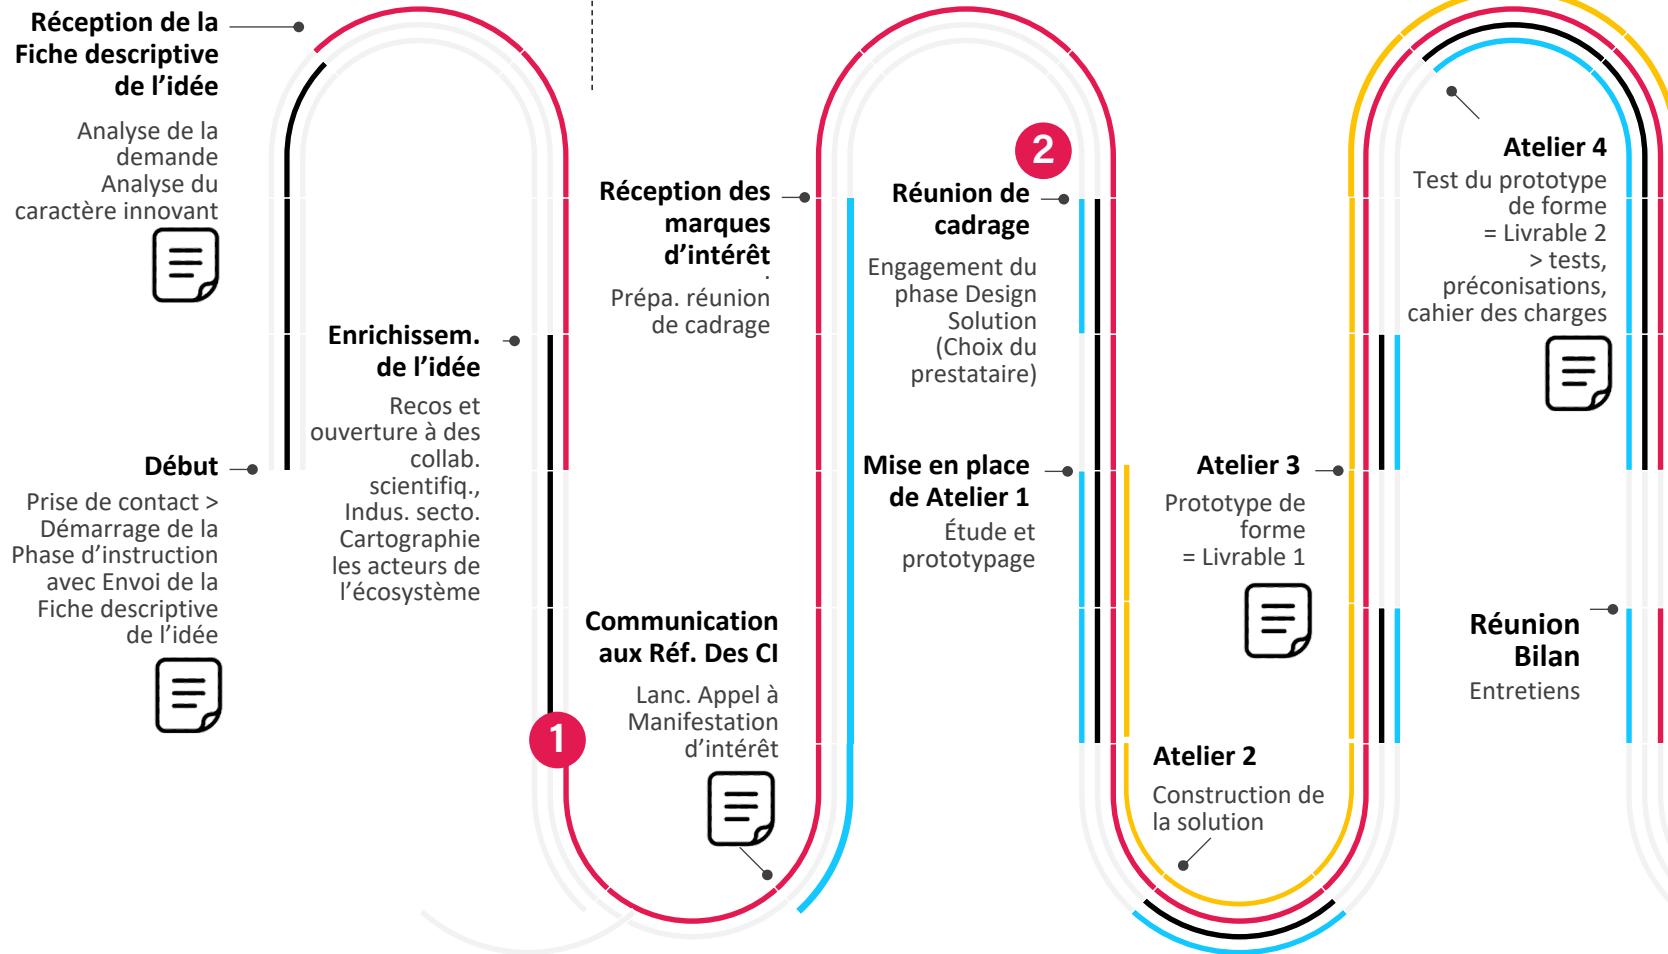 Réception de la
Fiche descriptive
de l’idée
Analyse de la
demande
Analyse du
caractère innovant
Début
Prise de contact >
Démarrage de la
Phase d’instruction
avec Envoi de la
Fiche descriptive
de l’idée
Enrichissem.
de l’idée
Recos et
ouverture à des
collab.
scientifiq.,
Indus. secto.
Cartographie
les acteurs de
l’écosystème
1
Communication
aux Réf. Des CI
Lanc. Appel à
Manifestation
d’intérêt
Réception des
marques
d’intérêt
.
Prépa. réunion
de cadrage
2
Réunion de
cadrage
Engagement du
phase Design
Solution
(Choix du
prestataire)
Mise en place
de Atelier 1
Étude et
prototypage
Atelier 2
Construction de
la solution
Atelier 3
Prototype de
forme
= Livrable 1
Atelier 4
Test du prototype
de forme
= Livrable 2
> tests,
préconisations,
cahier des charges
Réunion
Bilan
Entretiens